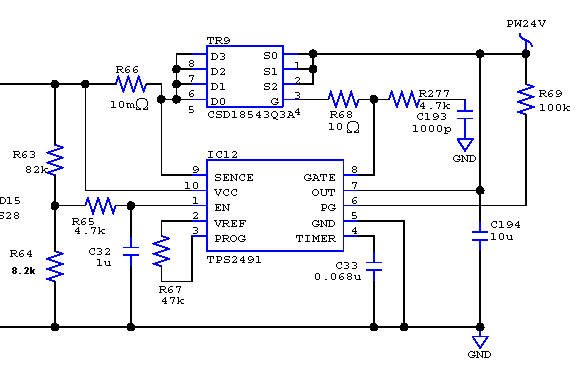 PW24V
TR9
D3
S0
8
D2
S1
1
7
D1
S2
2
6
D0
G
3
5
CSD18543Q3A
4
R66
10mΩ
R68
10Ω
R277
4.7k
C193
1000p
GND
R69
100k
R63
82k
IC12
9
SENCE
GATE
8
10
VCC
OUT
7
1
EN
PG
6
2
VREF
GND
5
3
PROG
TIMER
4
TPS2491
D15
S28
R65
4.7k
R64
8.2k
C32
1u
R67
47k
C33
0.068u
C194
10u
GND